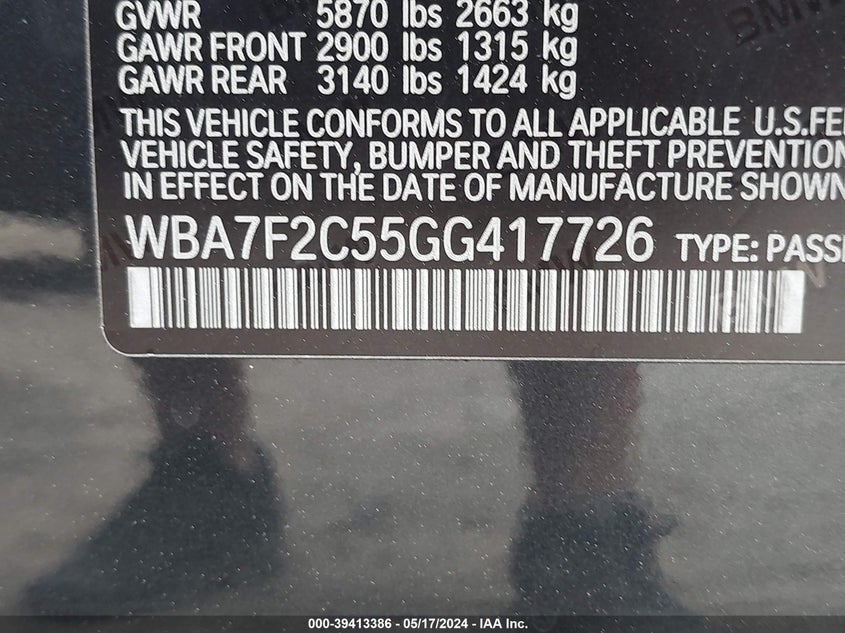 GVWR 5870 lbs 2663 kg
GAWR FRONT 2900 lbs 1315 kg
GAWR REAR 3140 lbs 1424 kg
THIS VEHICLE CONFORMS TO ALL APPLICABLE U.S.FE
VEHICLE SAFETY, BUMPER AND THEFT PREVENTION
IN EFFECT ON THE DATE OF MANUFACTURE SHOWN
WBA7F2C55GG417726 TYPE: PASS
000-39413386 - 05/17/2024 - IAA Inc.